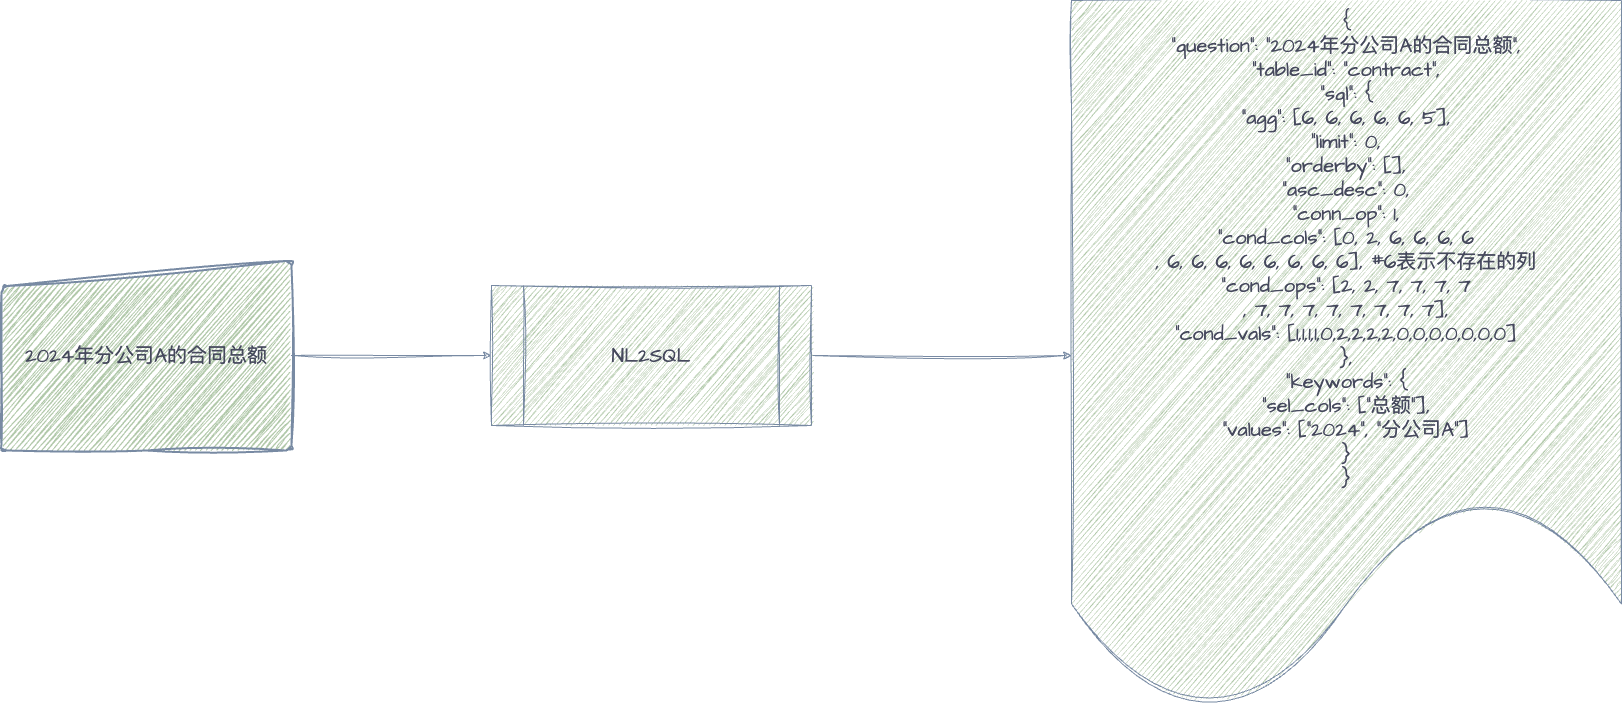 2024年分公司A的合同总额
NL2SQL
{
"question": "2024年分公司A的合同总额",
"table_id": "contract",
"sql": {
"agg": [6, 6, 6, 6, 6, 5],
"limit": 0,
"orderby": [],
"asc_desc": 0,
"conn_op": 1,
"cond_cols": [0, 2, 6, 6, 6, 6
, 6, 6, 6, 6, 6, 6, 6, 6], #6表示不存在的列
"cond_ops": [2, 2, 7, 7, 7, 7
, 7, 7, 7, 7, 7, 7, 7, 7],
"cond_vals": [1,1,1,1,0,2,2,2,2,0,0,0,0,0,0,0]
},
"keywords": {
"sel_cols": ["总额"],
"values": ["2024", "分公司A"]
}
}